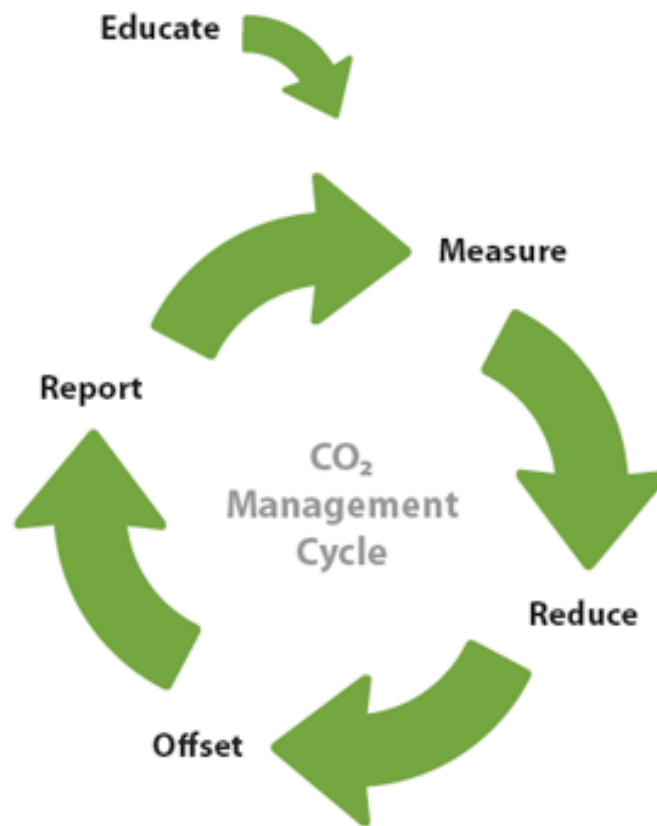 Educate
Measure
Report
CO₂
Management
Cycle
Reduce
Offset